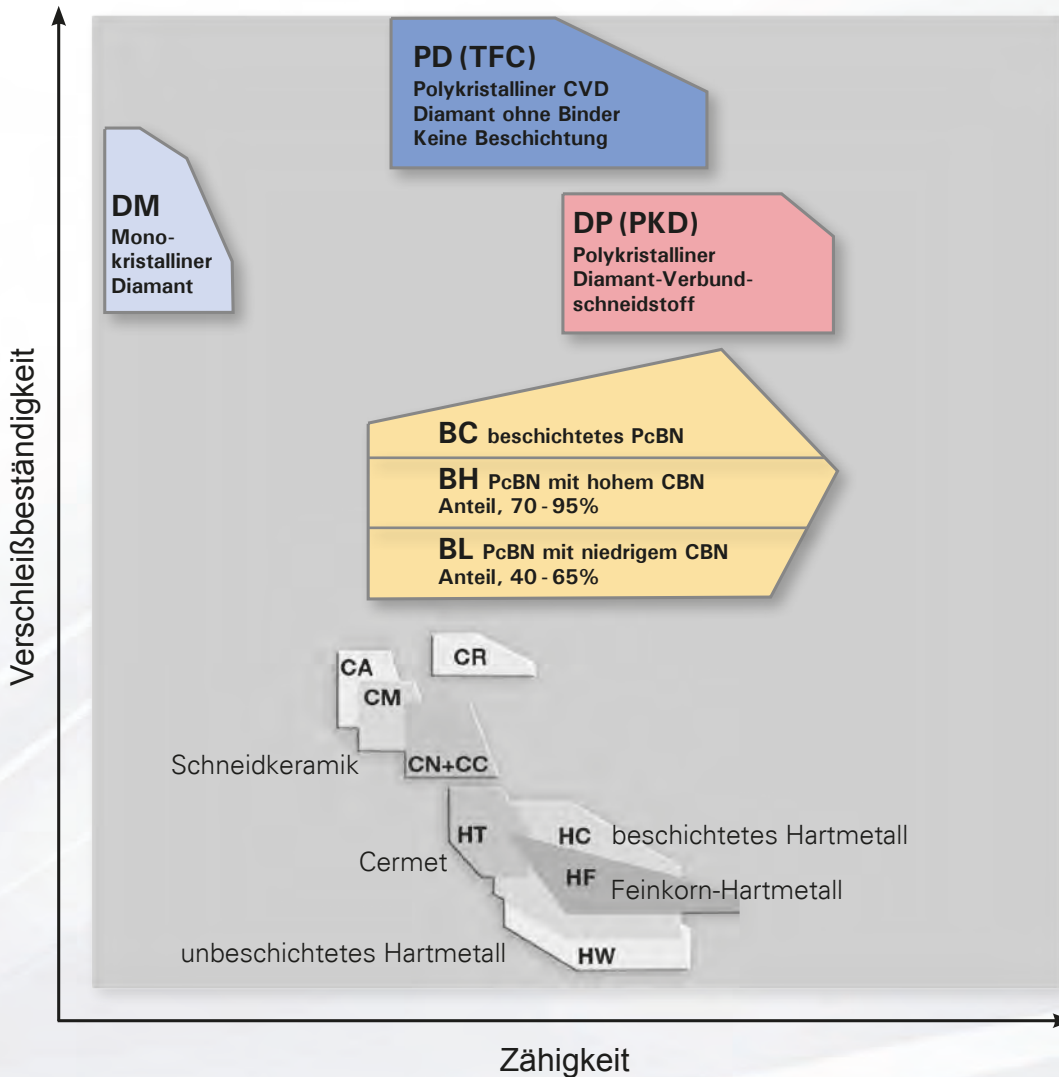 PD (TFC)
Polykristalliner CVD
Diamant ohne Binder
Keine Beschichtung
DM
Mono-
kristalliner
Diamant
DP (PKD)
Polykristalliner
Diamant-Verbund-
schneidstoff
BC beschichtetes PcBN
BH PcBN mit hohem CBN
Anteil, 70 - 95%
BL PcBN mit niedrigem CBN
Anteil, 40 - 65%
CR
CA
CM
CN+CC
Schneidkeramik
HT
HC
beschichtetes Hartmetall
Cermet
HF
Feinkorn-Hartmetall
unbeschichtetes Hartmetall
HW
Verschleißbeständigkeit
Zähigkeit